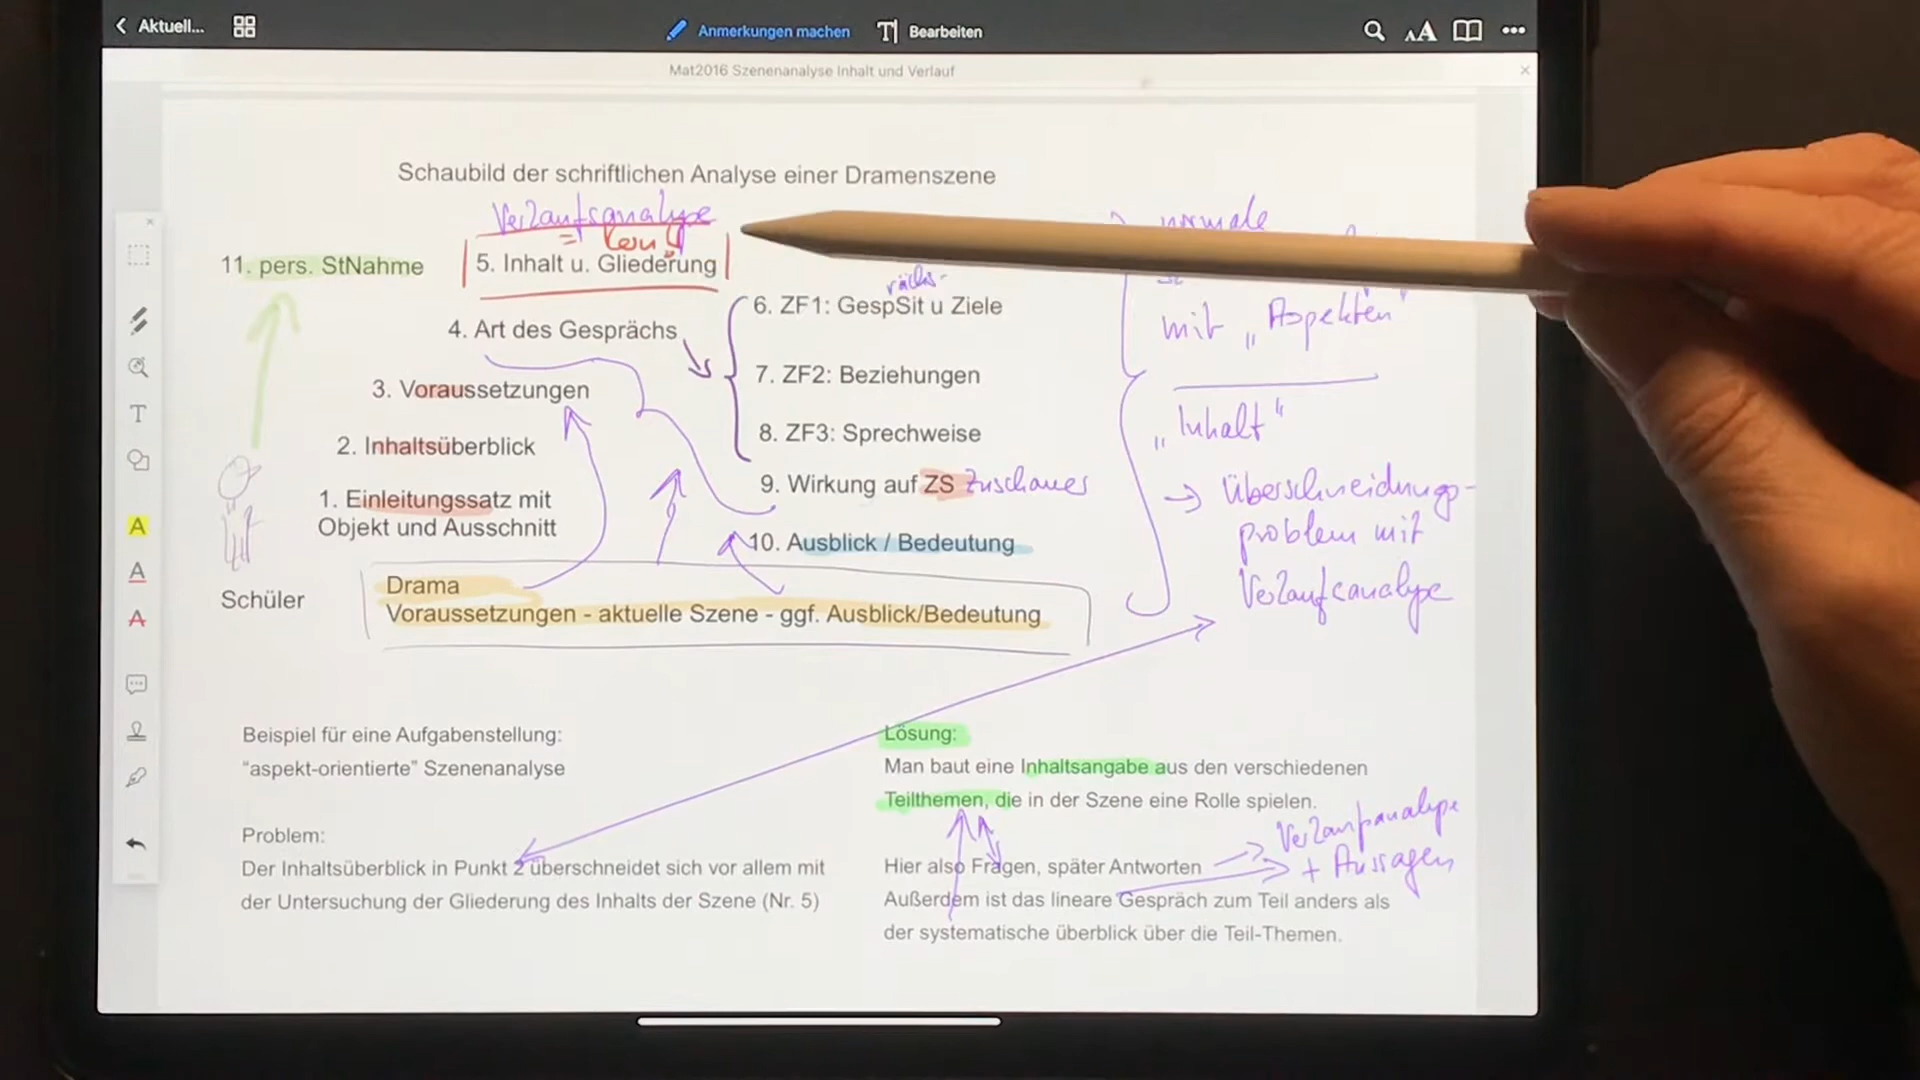 Aktuell...
Anmerkungen machen
Bearbeiten
AA
Mat2016 Szenenanalyse Inhalt und Verlauf
Schaubild der schriftlichen Analyse einer Dramenszene
Verlaufsanalyse
11. pers. StNahme
5. Inhalt u. Gliederung
4. Art des Gesprächs
3. Voraussetzungen
2. Inhaltsüberblick
1. Einleitungssatz mit
Objekt und Ausschnitt
Schüler
6. ZF1: GespSit u Ziele
7. ZF2: Beziehungen
8. ZF3: Sprechweise
9. Wirkung auf ZS Zuschauer
10. Ausblick / Bedeutung
Drama
Voraussetzungen - aktuelle Szene - ggf. Ausblick/Bedeutung
normale
mit „Aspekten"
„Inhalt"
→ Überschneidungs-
problem mit
Verlaufsanalyse
Beispiel für eine Aufgabenstellung:
“aspekt-orientierte” Szenenanalyse
Problem:
Der Inhaltsüberblick in Punkt 2 überschneidet sich vor allem mit
der Untersuchung der Gliederung des Inhalts der Szene (Nr. 5)
Lösung:
Man baut eine Inhaltsangabe aus den verschiedenen
Teilthemen, die in der Szene eine Rolle spielen.
Hier also Fragen, später Antworten
Verlaufsanalyse
+ Aussagen
Außerdem ist das lineare Gespräch zum Teil anders als
der systematische überblick über die Teil-Themen.